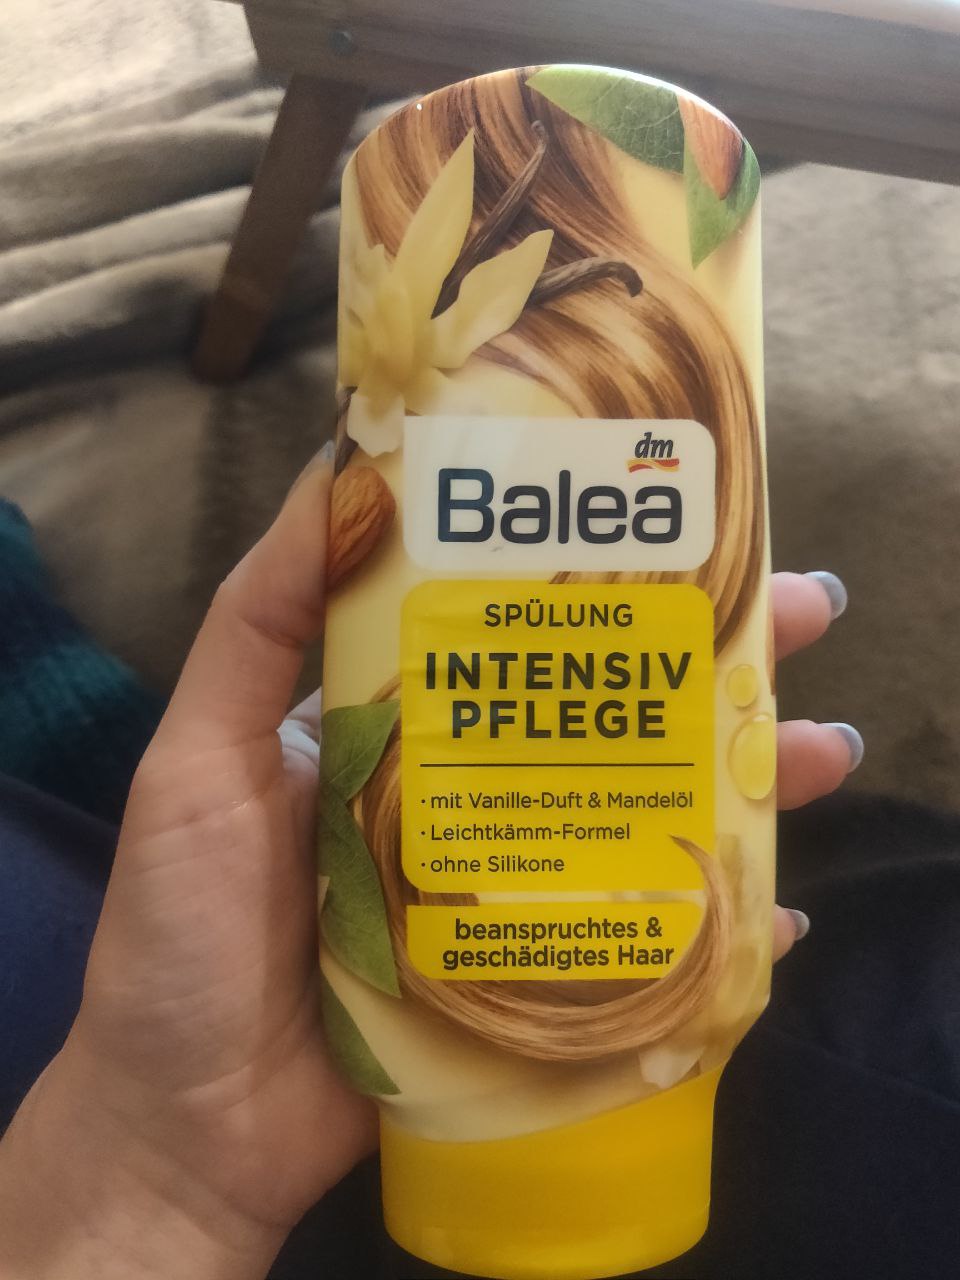 dm
Balea
SPÜLUNG
INTENSIV
PFLEGE
· mit Vanille-Duft & Mandelöl
· Leichtkämm-Formel
· ohne Silikone
beanspruchtes &
geschädigtes Haar